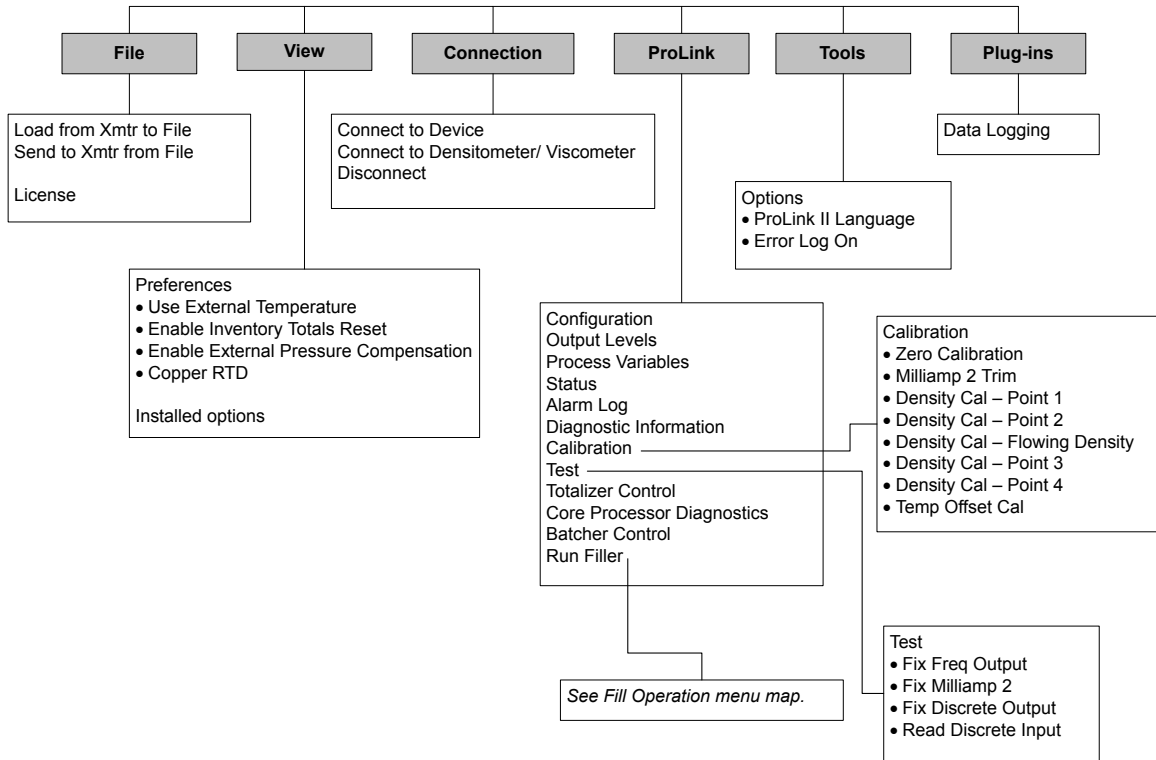 File
View
Connection
ProLink
Tools
Plug-ins
Load from Xmtr to File
Send to Xmtr from File
License
Connect to Device
Connect to Densitometer/ Viscometer
Disconnect
Data Logging
Options
• ProLink II Language
• Error Log On
Preferences
• Use External Temperature
• Enable Inventory Totals Reset
• Enable External Pressure Compensation
• Copper RTD
Installed options
Configuration
Output Levels
Process Variables
Status
Alarm Log
Diagnostic Information
Calibration
Test
Totalizer Control
Core Processor Diagnostics
Batcher Control
Run Filler
Calibration
• Zero Calibration
• Milliamp 2 Trim
• Density Cal – Point 1
• Density Cal – Point 2
• Density Cal – Flowing Density
• Density Cal – Point 3
• Density Cal – Point 4
• Temp Offset Cal
See Fill Operation menu map.
Test
• Fix Freq Output
• Fix Milliamp 2
• Fix Discrete Output
• Read Discrete Input